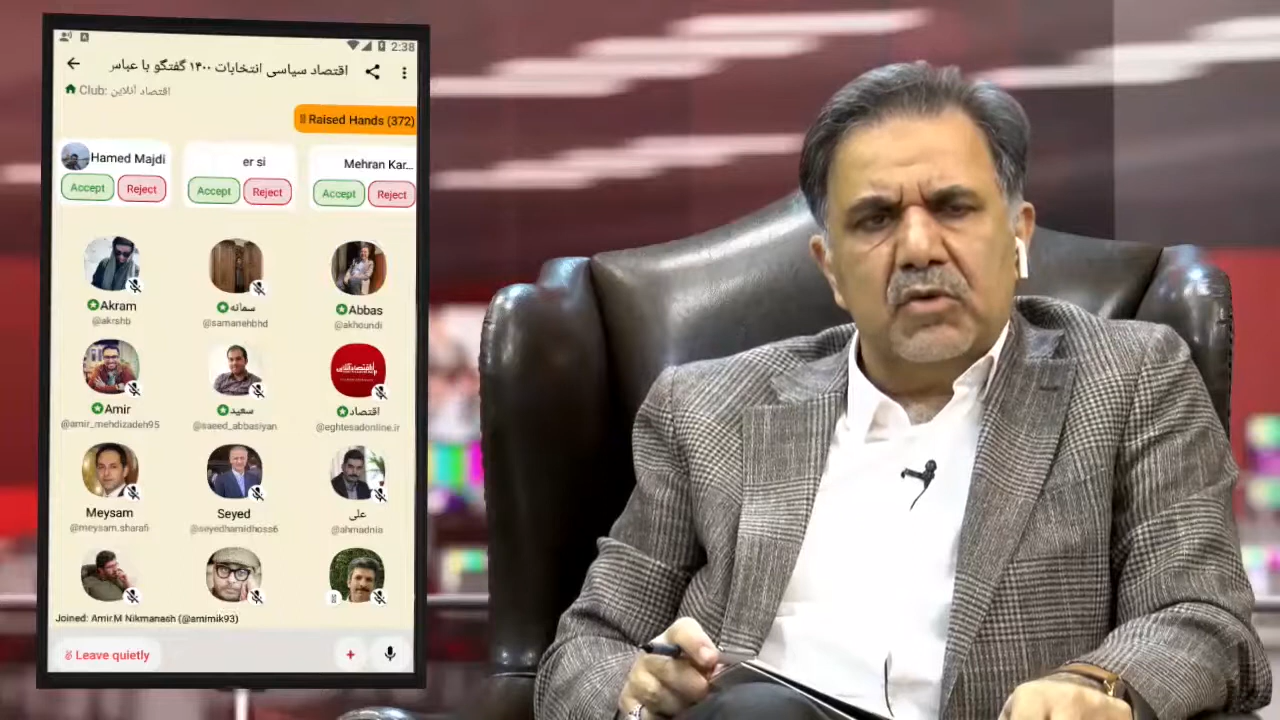 2:38
اقتصاد سیاسی انتخابات ۱۴۰۰ گفتگو با عباس
Club: اقتصاد آنلاین
Raised Hands (372)
Hamed Majdi
er si
Mehran Kar...
Accept Reject
Accept Reject
Accept Reject
Akram
سمانه
Abbas
@akrshb
@samanehbhd
@akhoundi
Amir
سعید
اقتصاد
@amir_mehdizadeh95
@saeed_abbasiyan
@eghtesadonline.ir
Meysam
Seyed
علی
@meysam.sharafi
@seyedhamidhoss6
@ahmadnia
Joined: Amir.M Nikmanash (@amimik93)
Leave quietly